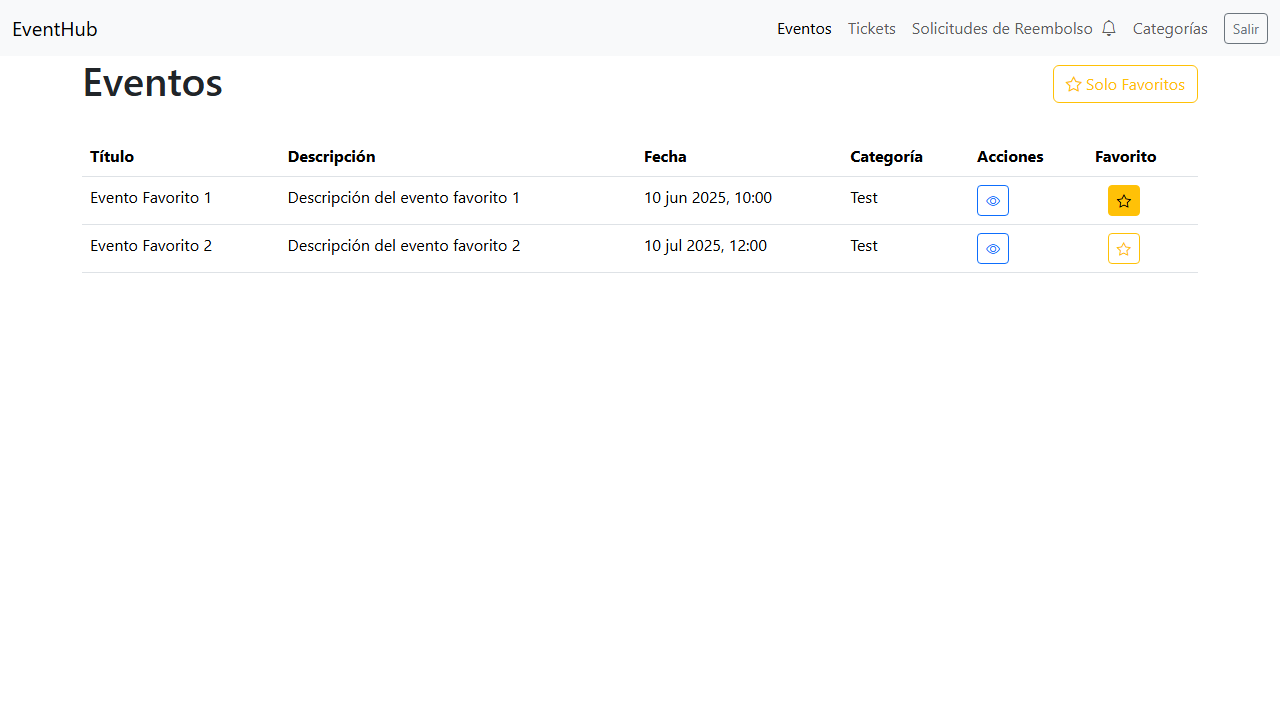 EventHub Eventos Tickets Solicitudes de Reembolso Categorías Salir
Eventos Solo Favoritos
Título Descripción Fecha Categoría Acciones Favorito
Evento Favorito 1 Descripción del evento favorito 1 10 jun 2025, 10:00 Test
Evento Favorito 2 Descripción del evento favorito 2 10 jul 2025, 12:00 Test